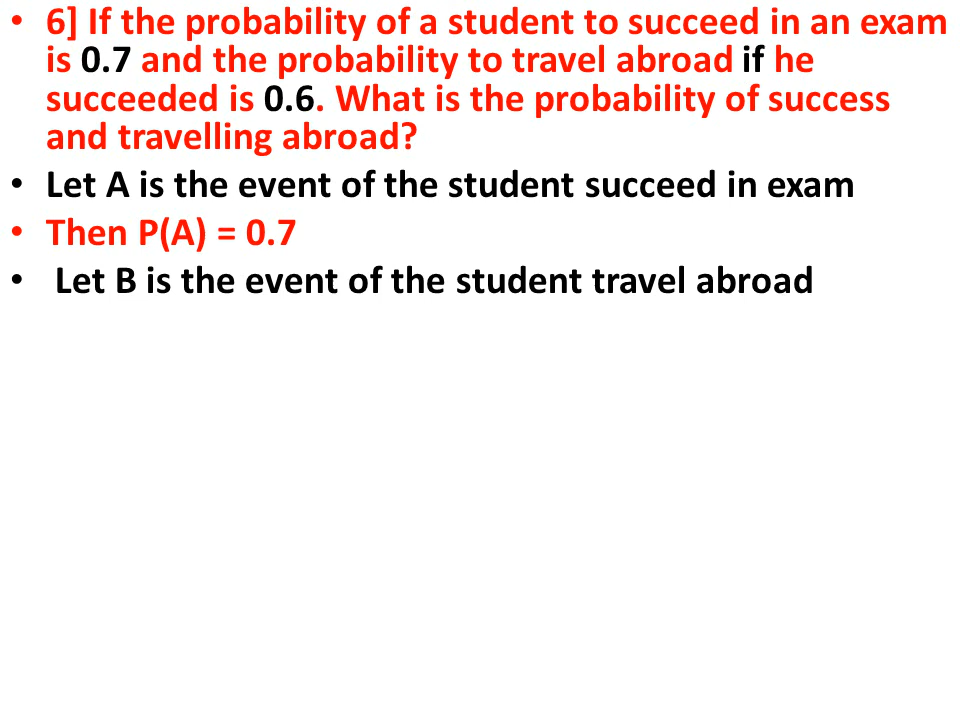 • 6] If the probability of a student to succeed in an exam
is 0.7 and the probability to travel abroad if he
succeeded is 0.6. What is the probability of success
and travelling abroad?
• Let A is the event of the student succeed in exam
• Then P(A) = 0.7
• Let B is the event of the student travel abroad